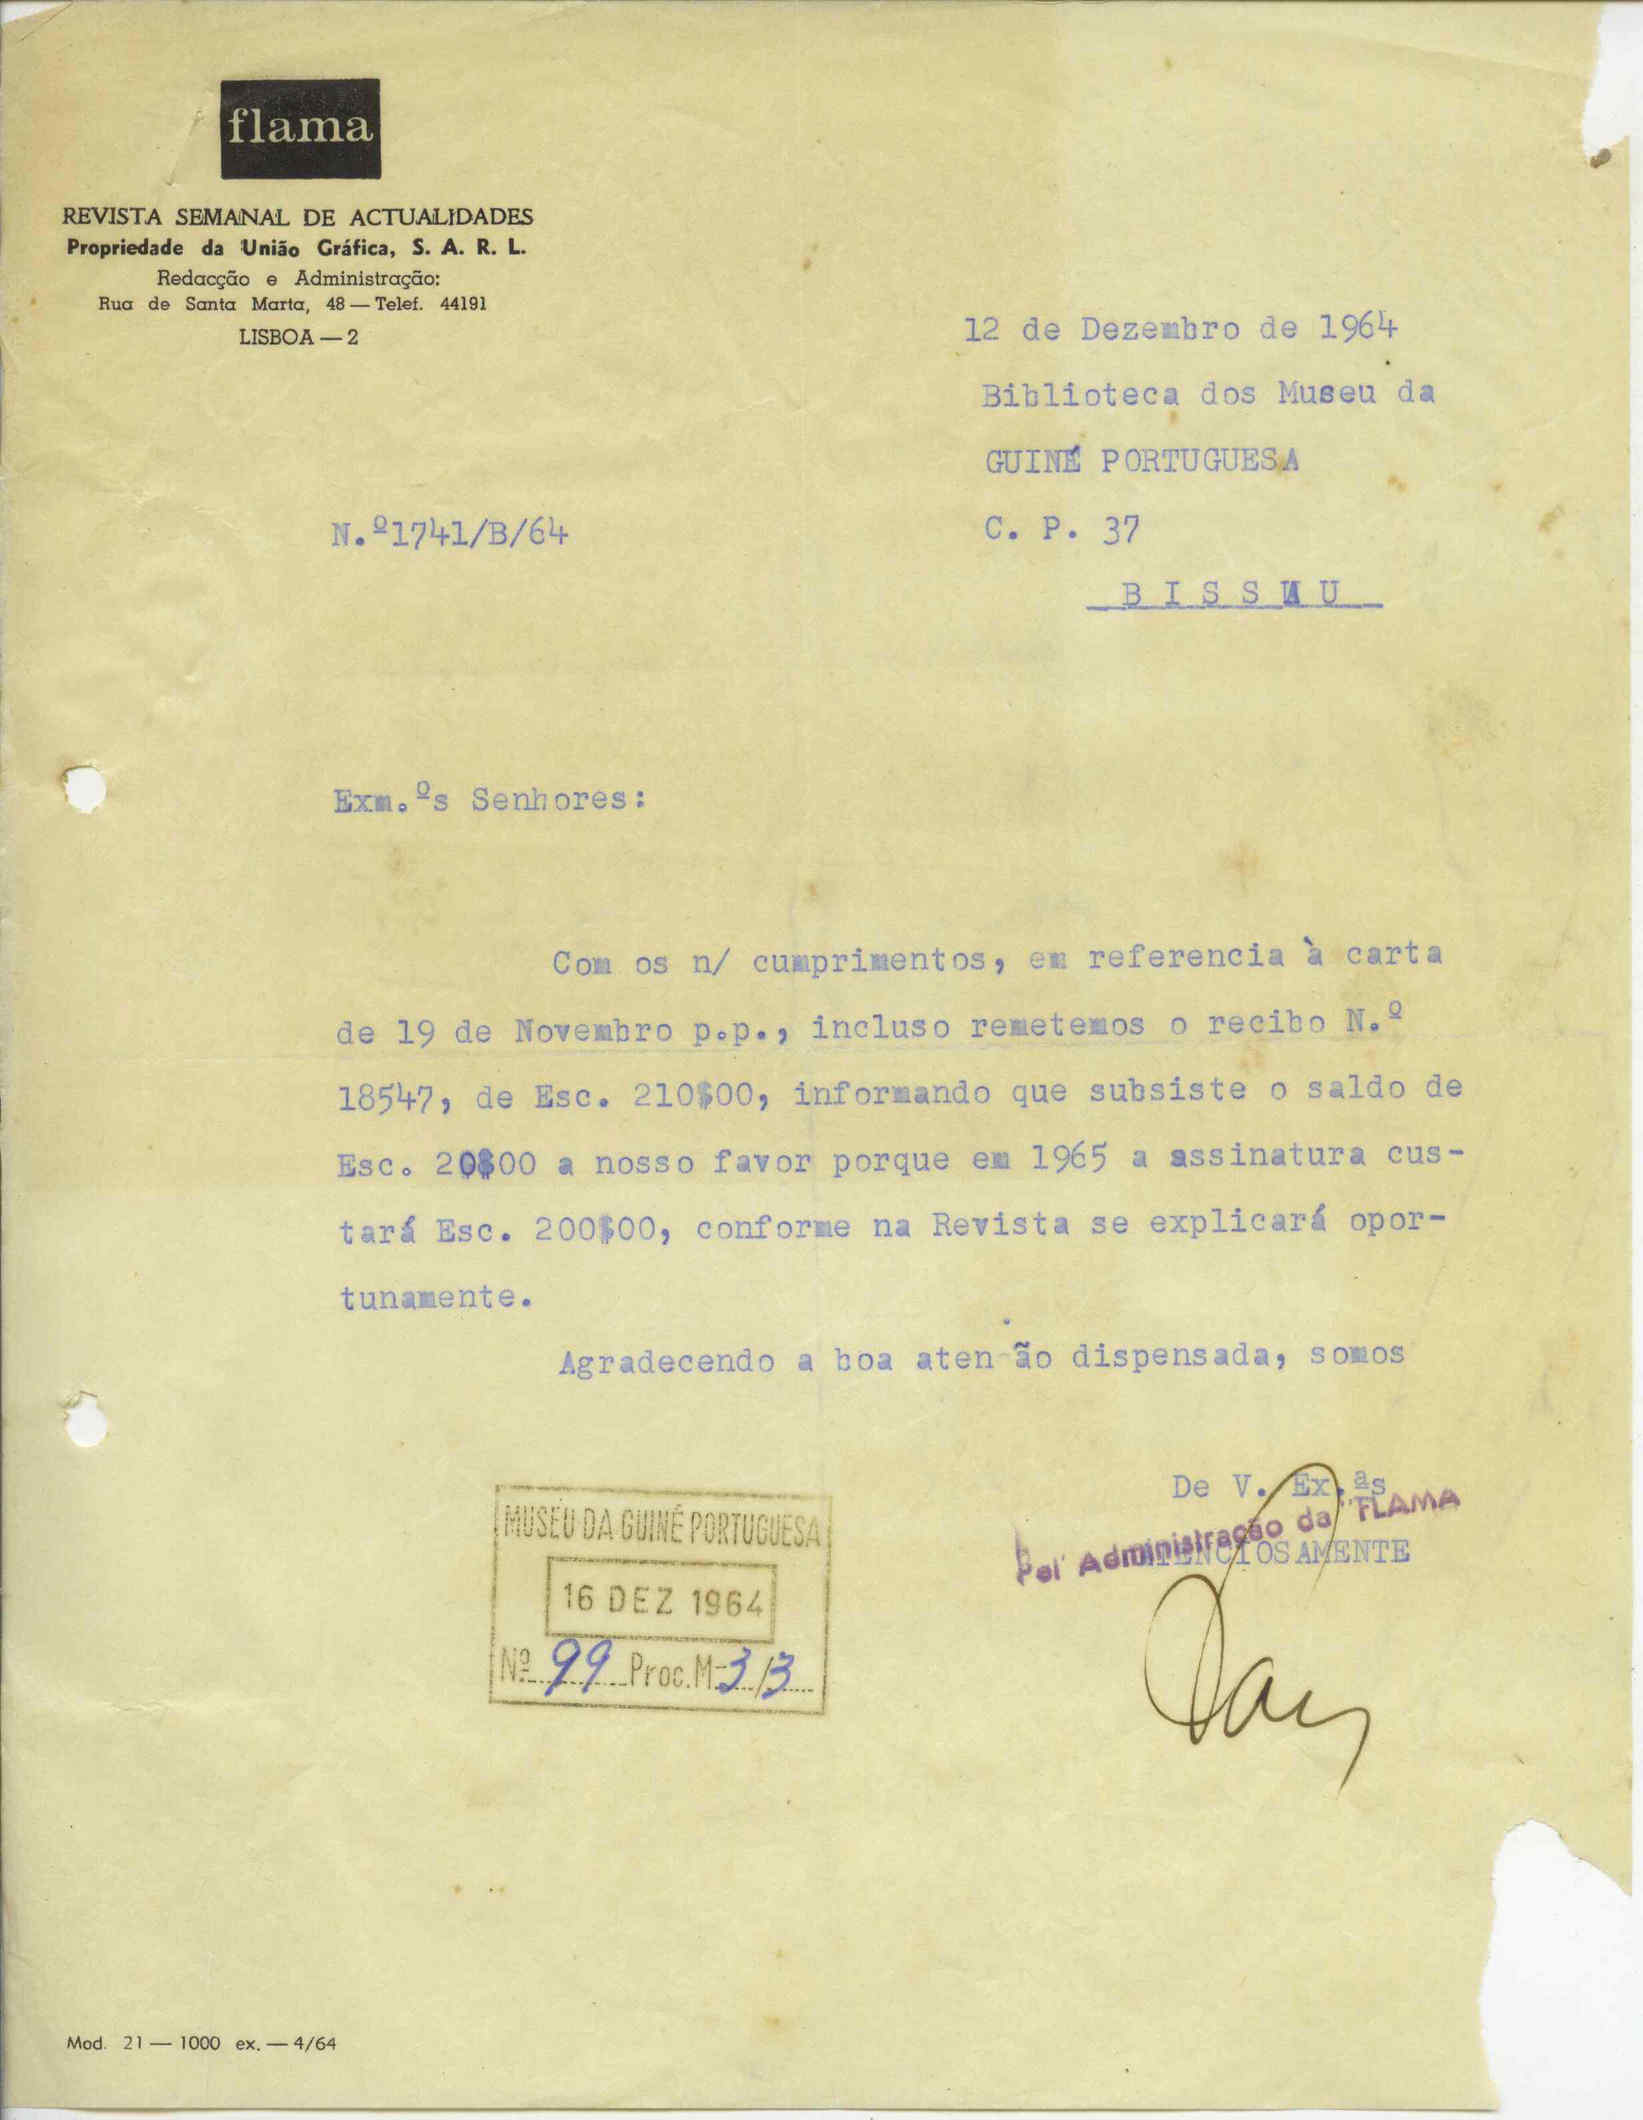 flama
REVISTA SEMANAL DE ACTUALIDADES
Propriedade da União Gráfica, S. A. R. L.
Redacção e Administração:
Rua de Santa Marta, 48 — Telef. 44191
LISBOA — 2
12 de Dezembro de 1964
Biblioteca dos Museu da
GUINÉ PORTUGUESA
N.º1741/B/64
C. P. 37
B I S S A U
Exm.ºs Senhores:
Com os n/ cumprimentos, em referencia à carta
de 19 de Novembro p.p., incluso remetemos o recibo N.º
18547, de Esc. 210$00, informando que subsiste o saldo de
Esc. 20$00 a nosso favor porque em 1965 a assinatura cus-
tará Esc. 200$00, conforme na Revista se explicará opor-
tunamente.
Agradecendo a boa aten ão dispensada, somos
De V. Ex.ªs
Pel' Administração da "FLAMA
ATENCIOSAMENTE
MUSEU DA GUINÉ PORTUGUESA
16 DEZ 1964
Nº 99 Proc. M-3/3
Mod. 21 — 1000 ex. — 4/64